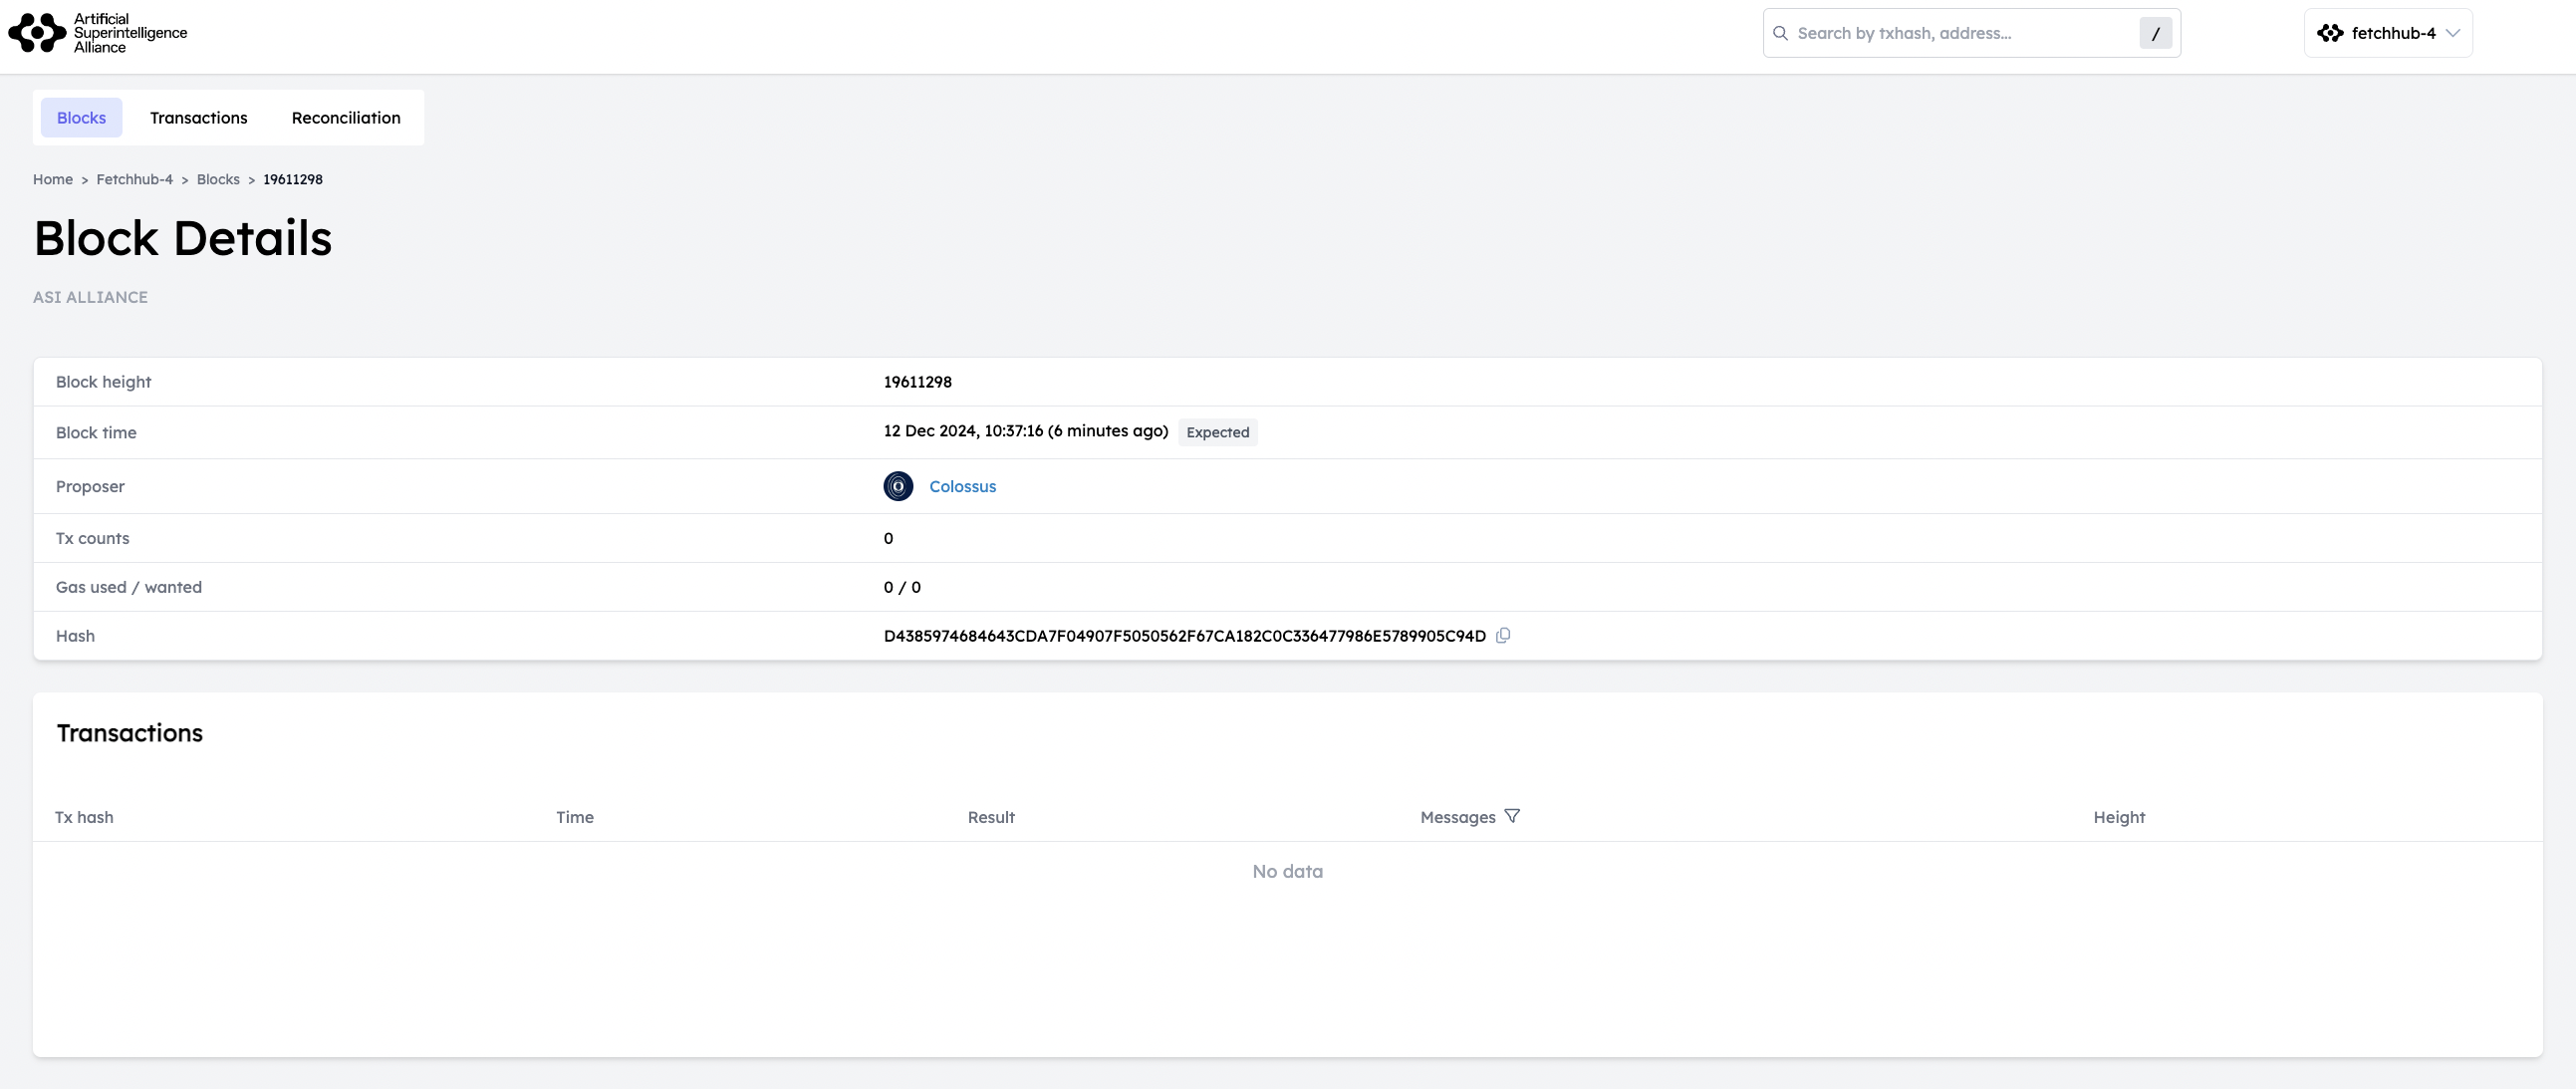 Artificial
Superintelligence
Alliance
Search by txhash, address...
/
fetchhub-4
Blocks Transactions Reconciliation
Home > Fetchhub-4 > Blocks > 19611298
Block Details
ASI ALLIANCE
Block height 19611298
Block time 12 Dec 2024, 10:37:16 (6 minutes ago) Expected
Proposer Colossus
Tx counts 0
Gas used / wanted 0 / 0
Hash D4385974684643CDA7F04907F5050562F67CA182C0C336477986E5789905C94D
Transactions
Tx hash Time Result Messages Height
No data